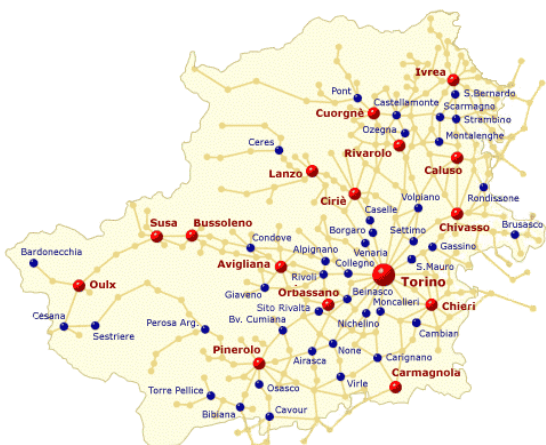 Ivrea
Pont
S.Bernardo
Castellamonte
Scarmagno
Cuorgnè
Strambino
Ozegna
Montalenghe
Ceres
Rivarolo
Caluso
Lanzo
Ciriè
Volpiano
Rondissone
Caselle
Chivasso
Susa
Bussoleno
Borgaro
Settimo
Brusasco
Condove
Alpignano
Venaria
Gassino
Bardonecchia
Avigliana
Collegno
S.Mauro
Rivoli
Torino
Oulx
Giaveno
Orbassano
Beinasco
Sito Rivalta
Moncalieri
Chieri
Cesana
Perosa Arg.
Bv. Cumiana
Nichelino
Sestriere
Cambian
Pinerolo
None
Carignano
Airasca
Carmagnola
Torre Pellice
Osasco
Virle
Bibiana
Cavour